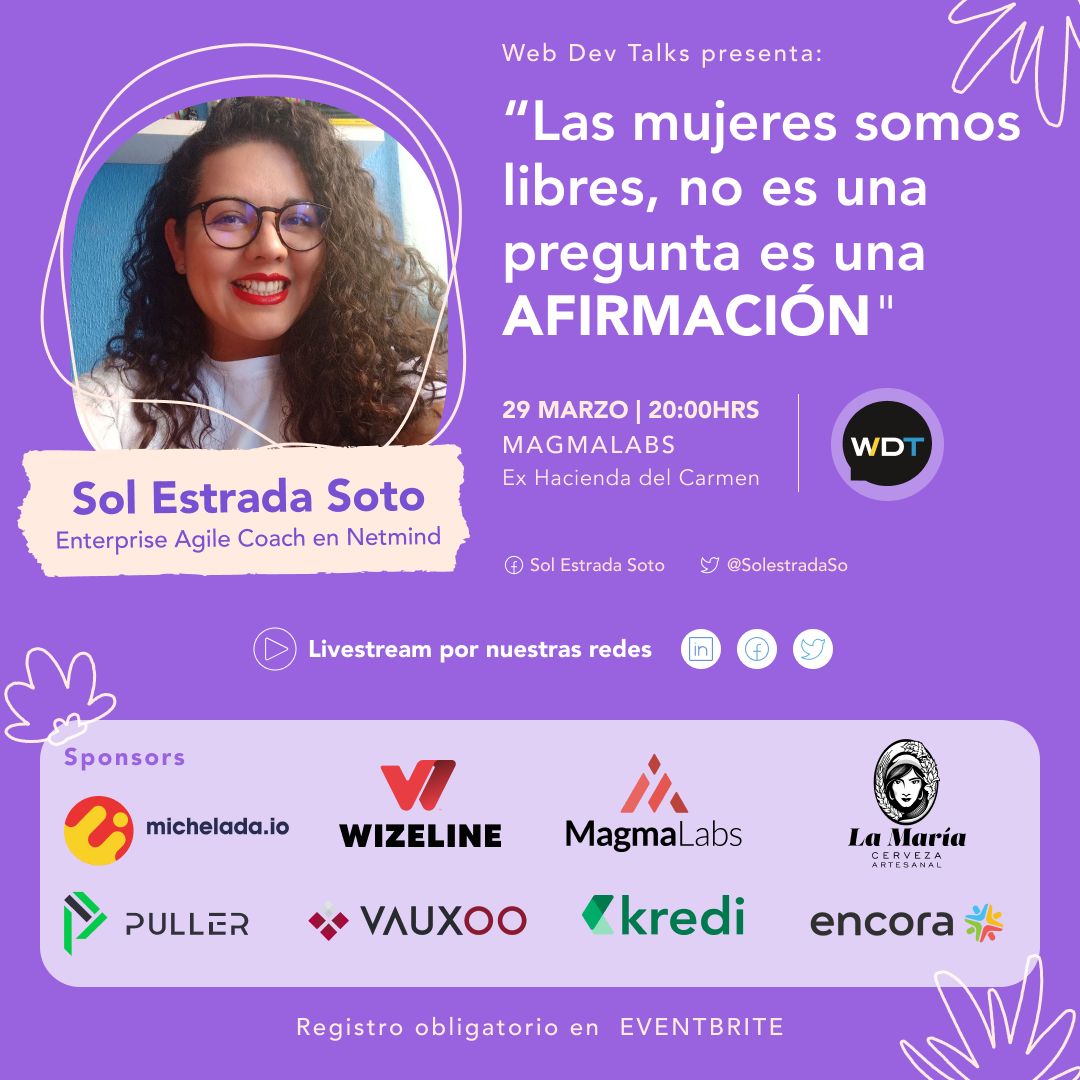 Web Dev Talks presenta:
“Las mujeres somos
libres, no es una
pregunta es una
AFIRMACIÓN"
29 MARZO | 20:00HRS
MAGMALABS
Ex Hacienda del Carmen
WDT
Sol Estrada Soto
Enterprise Agile Coach en Netmind
Sol Estrada Soto @SolestradaSo
Livestream por nuestras redes in
Sponsors
michelada.io
WIZELINE
MagmaLabs
La María
CERVEZA
ARTESANAL
PULLER
VAUXOO
kredi
encora
Registro obligatorio en EVENTBRITE